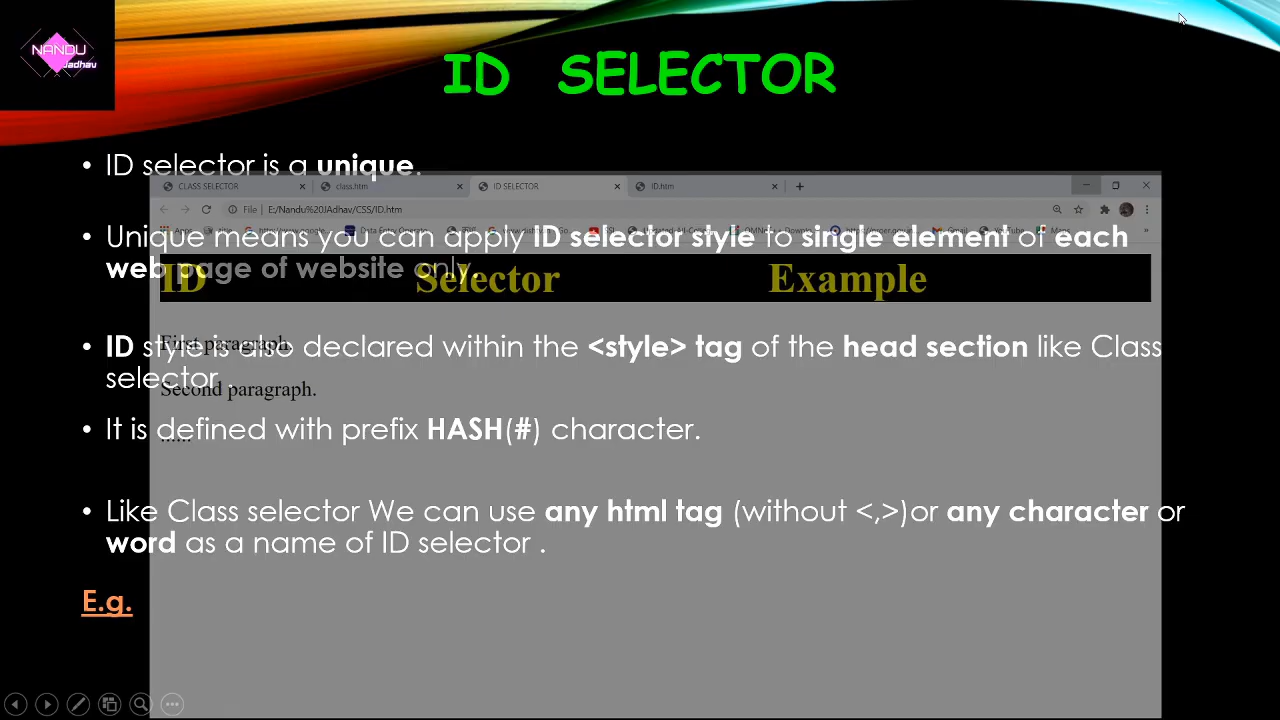 NANDU
Jadhav
ID SELECTOR
• ID selector is a unique.
CLASS SELECTOR
class.htm
ID SELECTOR
ID.htm
File | E:/Nandu%20JAdhav/CSS/ID.htm
• Unique means you can apply ID selector style to single element of each
web page of website only.
ID Selector Example
First paragraph.
• ID style is also declared within the <style> tag of the head section like Class
selector .
Second paragraph.
• It is defined with prefix HASH(#) character.
......
• Like Class selector We can use any html tag (without <,>)or any character or
word as a name of ID selector .
E.g.